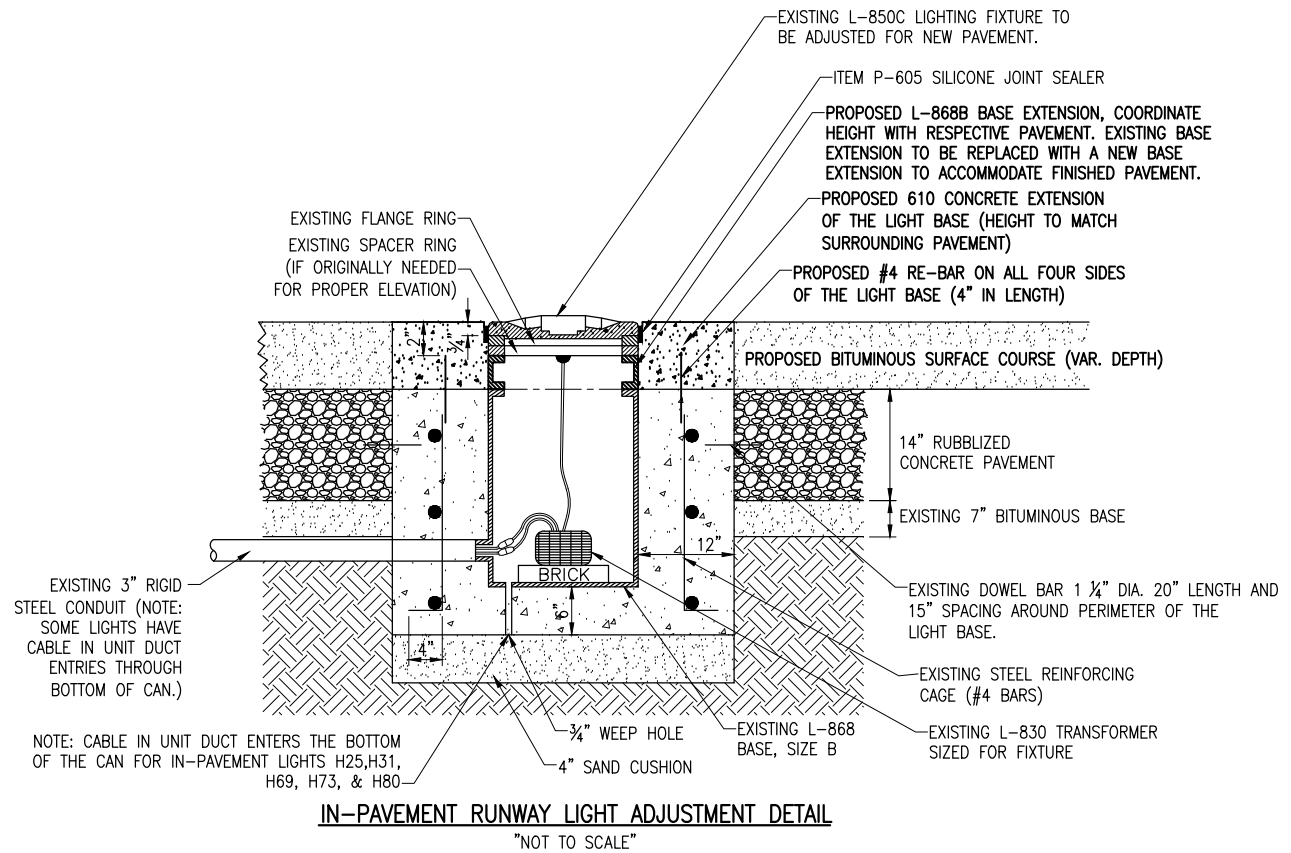 EXISTING L-850C LIGHTING FIXTURE TO
BE ADJUSTED FOR NEW PAVEMENT.
ITEM P-605 SILICONE JOINT SEALER
PROPOSED L-868B BASE EXTENSION, COORDINATE
HEIGHT WITH RESPECTIVE PAVEMENT. EXISTING BASE
EXTENSION TO BE REPLACED WITH A NEW BASE
EXTENSION TO ACCOMMODATE FINISHED PAVEMENT.
PROPOSED 610 CONCRETE EXTENSION
OF THE LIGHT BASE (HEIGHT TO MATCH
SURROUNDING PAVEMENT)
PROPOSED #4 RE-BAR ON ALL FOUR SIDES
OF THE LIGHT BASE (4" IN LENGTH)
EXISTING FLANGE RING
EXISTING SPACER RING
(IF ORIGINALLY NEEDED
FOR PROPER ELEVATION)
2"
¾"
PROPOSED BITUMINOUS SURFACE COURSE (VAR. DEPTH)
14" RUBBLIZED
CONCRETE PAVEMENT
EXISTING 7" BITUMINOUS BASE
12"
BRICK
6"
4"
EXISTING 3" RIGID
STEEL CONDUIT (NOTE:
SOME LIGHTS HAVE
CABLE IN UNIT DUCT
ENTRIES THROUGH
BOTTOM OF CAN.)
EXISTING DOWEL BAR 1 ¼" DIA. 20" LENGTH AND
15" SPACING AROUND PERIMETER OF THE
LIGHT BASE.
EXISTING STEEL REINFORCING
CAGE (#4 BARS)
EXISTING L-830 TRANSFORMER
SIZED FOR FIXTURE
EXISTING L-868
BASE, SIZE B
¾" WEEP HOLE
4" SAND CUSHION
NOTE: CABLE IN UNIT DUCT ENTERS THE BOTTOM
OF THE CAN FOR IN-PAVEMENT LIGHTS H25,H31,
H69, H73, & H80
IN-PAVEMENT RUNWAY LIGHT ADJUSTMENT DETAIL
"NOT TO SCALE"